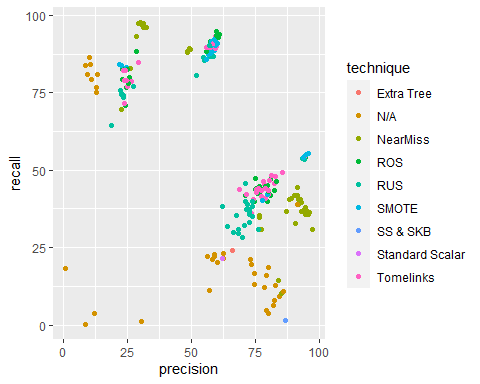 100
75
50
25
0
recall
0
25
50
75
100
precision
technique
Extra Tree
N/A
NearMiss
ROS
RUS
SMOTE
SS & SKB
Standard Scalar
Tomelinks